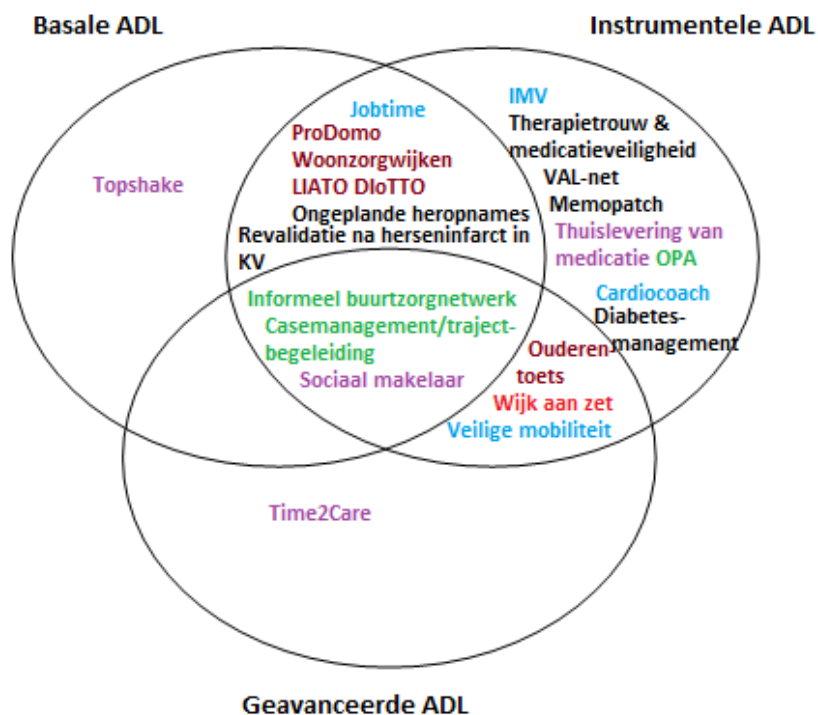 Basale ADL
Instrumentele ADL
Jobtime
ProDomo
Woonzorgwijken
LIATO DIoTTO
Ongeplande heropnames
Revalidatie na herseninfarct in
KV
Topshake
IMV
Therapietrouw &
medicatieveiligheid
VAL-net
Memopatch
Thuislevering van
medicatie OPA
Cardiocoach
Diabetes-
management
Informeel buurtzorgnetwerk
Casemanagement/traject-
begeleiding
Sociaal makelaar
Ouderen
toets
Wijk aan zet
Veilige mobiliteit
Time2Care
Geavanceerde ADL